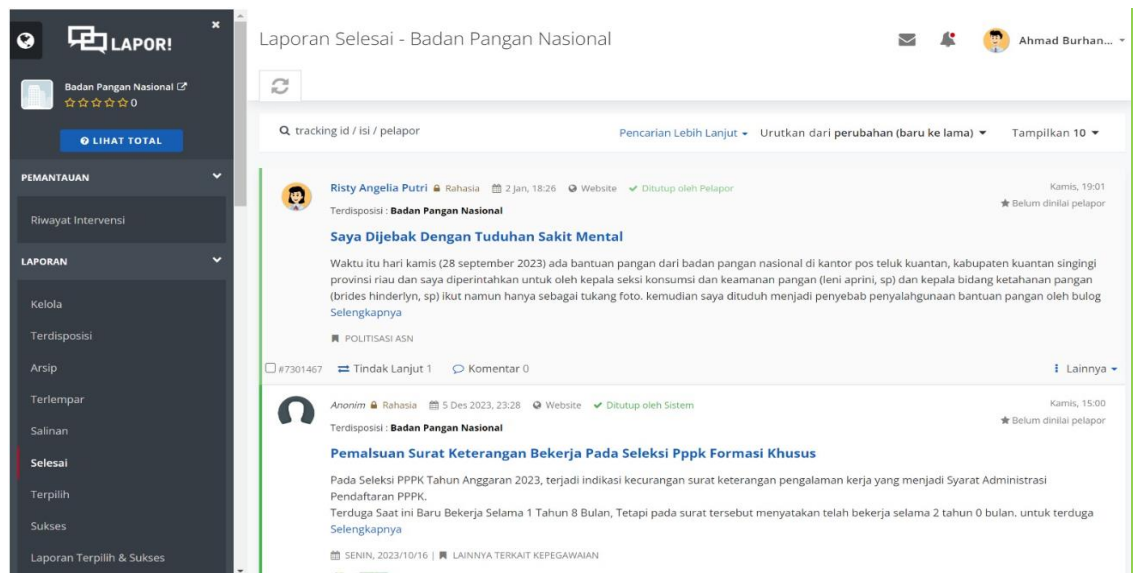 LAPOR!
×
Badan Pangan Nasional
0
LIHAT TOTAL
PEMANTAUAN
Riwayat Intervensi
LAPORAN
Kelola
Terdisposisi
Arsip
Terlempar
Salinan
Selesai
Terpilih
Sukses
Laporan Terpilih & Sukses
Laporan Selesai - Badan Pangan Nasional
Ahmad Burhan...
tracking id / isi / pelapor
Pencarian Lebih Lanjut
Urutkan dari perubahan (baru ke lama)
Tampilkan 10
Risty Angelia Putri Rahasia 2 Jan, 18:26 Website Ditutup oleh Pelapor
Kamis, 19:01
Terdisposisi : Badan Pangan Nasional
Belum dinilai pelapor
Saya Dijebak Dengan Tuduhan Sakit Mental
Waktu itu hari kamis (28 september 2023) ada bantuan pangan dari badan pangan nasional di kantor pos teluk kuantan, kabupaten kuantan singingi
provinsi riau dan saya diperintahkan untuk oleh kepala seksi konsumsi dan keamanan pangan (leni aprini, sp) dan kepala bidang ketahanan pangan
(brides hinderlyn, sp) ikut namun hanya sebagai tukang foto. kemudian saya dituduh menjadi penyebab penyalahgunaan bantuan pangan oleh bulog
Selengkapnya
POLITISASI ASN
#7301467 Tindak Lanjut 1 Komentar 0
Lainnya
Anonim Rahasia 5 Des 2023, 23:28 Website Ditutup oleh Sistem
Kamis, 15:00
Terdisposisi : Badan Pangan Nasional
Belum dinilai pelapor
Pemalsuan Surat Keterangan Bekerja Pada Seleksi Pppk Formasi Khusus
Pada Seleksi PPPK Tahun Anggaran 2023, terjadi indikasi kecurangan surat keterangan pengalaman kerja yang menjadi Syarat Administrasi
Pendaftaran PPPK.
Terduga Saat ini Baru Bekerja Selama 1 Tahun 8 Bulan, Tetapi pada surat tersebut menyatakan telah bekerja selama 2 tahun 0 bulan. untuk terduga
Selengkapnya
SENIN, 2023/10/16 | LAINNYA TERKAIT KEPEGAWAIAN